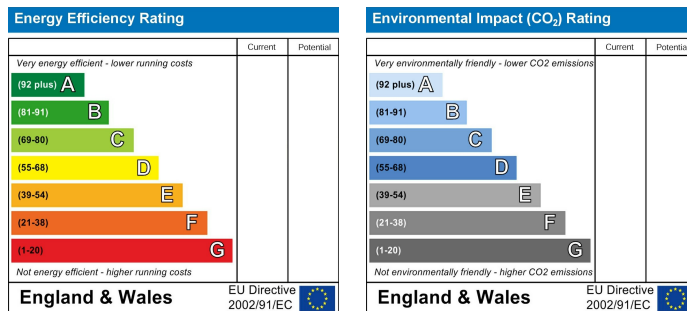 Energy Efficiency Rating
Current Potential
Very energy efficient - lower running costs
(92 plus) A
(81-91) B
(69-80) C
(55-68) D
(39-54) E
(21-38) F
(1-20) G
Not energy efficient - higher running costs
England & Wales
EU Directive
2002/91/EC
Environmental Impact (CO₂) Rating
Current Potential
Very environmentally friendly - lower CO2 emissions
(92 plus) A
(81-91) B
(69-80) C
(55-68) D
(39-54) E
(21-38) F
(1-20) G
Not environmentally friendly - higher CO2 emissions
England & Wales
EU Directive
2002/91/EC